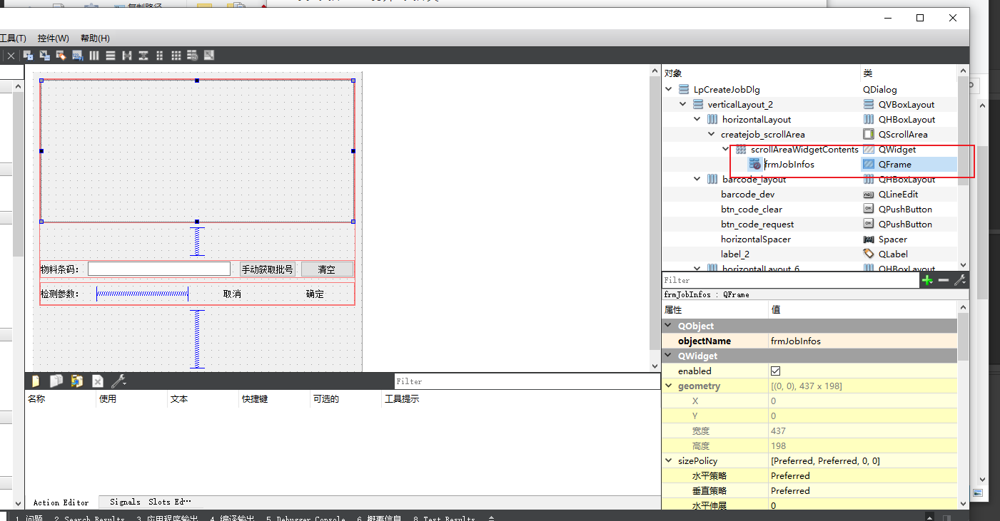 复制路径
工具(T) 控件(W) 帮助(H)
对象 类
LpCreateJobDlg QDialog
verticalLayout_2 QVBoxLayout
horizontalLayout QHBoxLayout
createjob_scrollArea QScrollArea
scrollAreaWidgetContents QWidget
frmJobInfos QFrame
barcode_layout QHBoxLayout
barcode_dev QLineEdit
btn_code_clear QPushButton
btn_code_request QPushButton
horizontalSpacer Spacer
label_2 QLabel
horizontalLayout_6 QHBoxLayout
物料条码： 手动获取批号 清空
检测参数： 取消 确定
Filter
frmJobInfos : QFrame
属性 值
QObject
objectName frmJobInfos
QWidget
enabled
geometry [(0, 0), 437 x 198]
X 0
Y 0
宽度 437
高度 198
sizePolicy [Preferred, Preferred, 0, 0]
水平策略 Preferred
垂直策略 Preferred
水平伸展 0
Filter
名称 使用 文本 快捷键 可选的 工具提示
Action Editor Signals Slots Ed…
1 问题 2 Search Results 3 应用程序输出 4 编译输出 5 Debugger Console 6 概要信息 8 Test Results